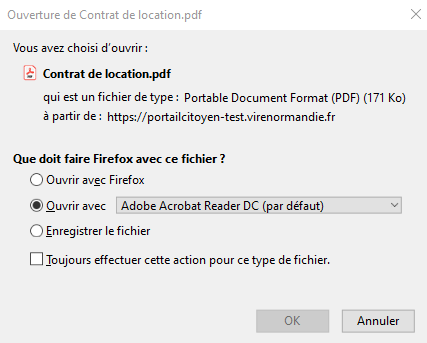 Ouverture de Contrat de location.pdf
Vous avez choisi d'ouvrir :
Contrat de location.pdf
qui est un fichier de type : Portable Document Format (PDF) (171 Ko)
à partir de : https://portailcitoyen-test.virenormandie.fr
Que doit faire Firefox avec ce fichier ?
Ouvrir avec Firefox
Ouvrir avec Adobe Acrobat Reader DC (par défaut)
Enregistrer le fichier
Toujours effectuer cette action pour ce type de fichier.
OK Annuler